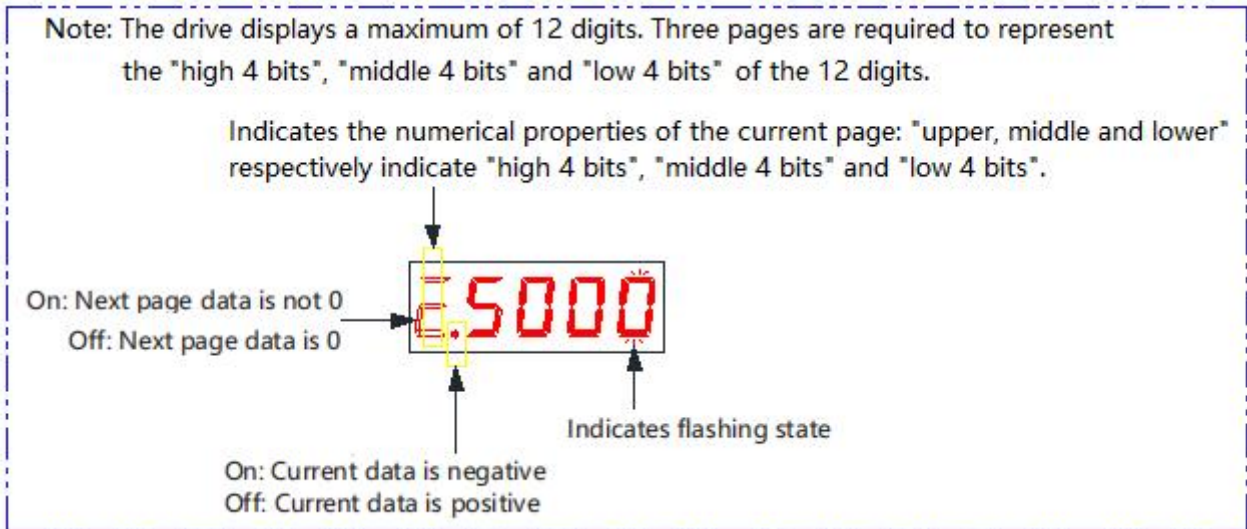 Note: The drive displays a maximum of 12 digits. Three pages are required to represent
the "high 4 bits", "middle 4 bits" and "low 4 bits" of the 12 digits.
Indicates the numerical properties of the current page: "upper, middle and lower"
respectively indicate "high 4 bits", "middle 4 bits" and "low 4 bits".
On: Next page data is not 0
Off: Next page data is 0
.5000
Indicates flashing state
On: Current data is negative
Off: Current data is positive